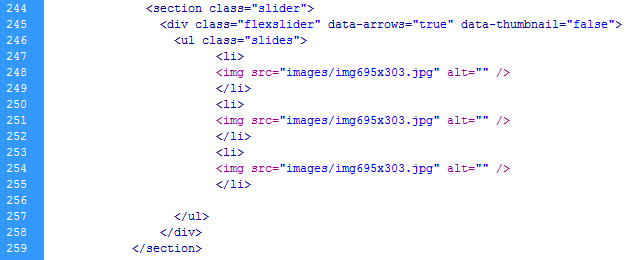 244 <section class="slider">
245 <div class="flexslider" data-arrows="true" data-thumbnail="false">
246 <ul class="slides">
247 <li>
248 <img src="images/img695x303.jpg" alt="" />
249 </li>
250 <li>
251 <img src="images/img695x303.jpg" alt="" />
252 </li>
253 <li>
254 <img src="images/img695x303.jpg" alt="" />
255 </li>
256
257 </ul>
258 </div>
259 </section>